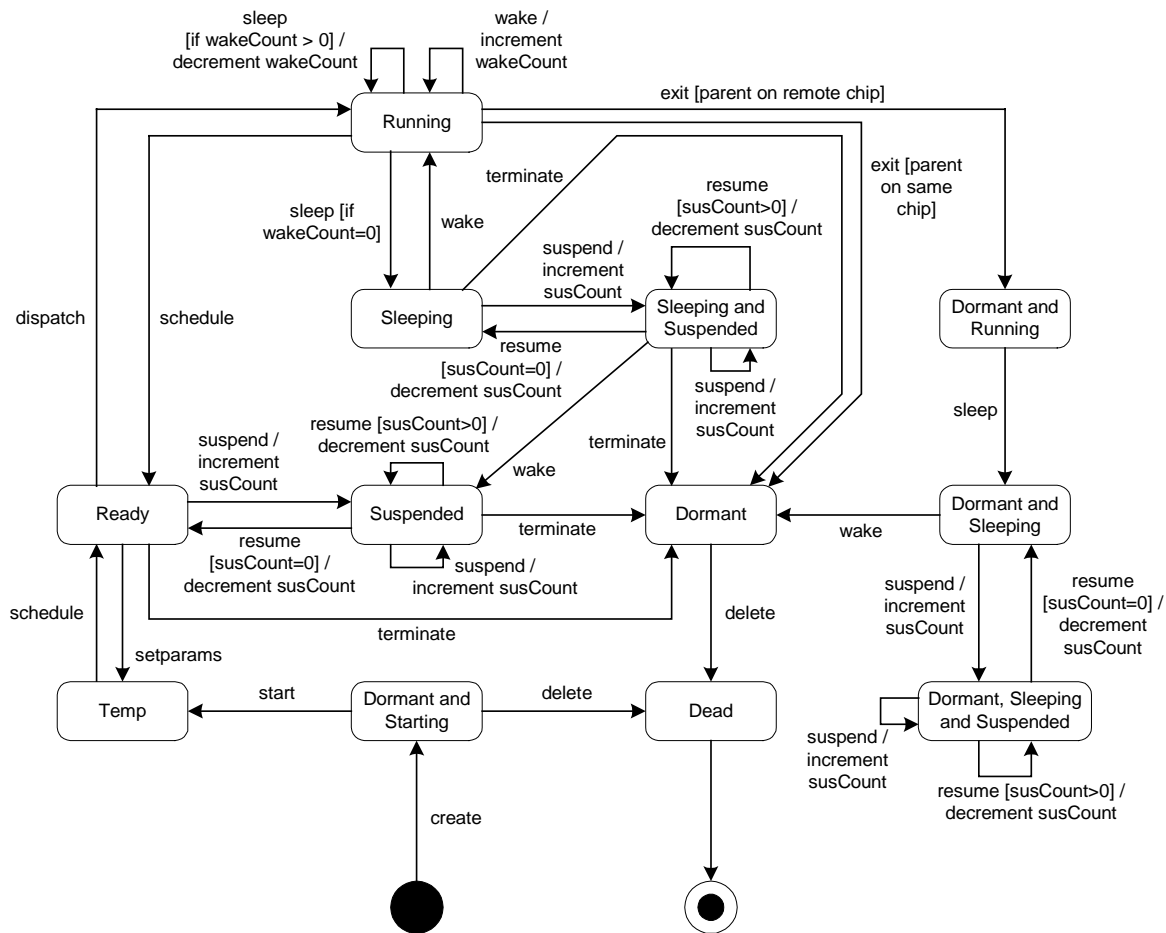 sleep
[if wakeCount > 0] /
decrement wakeCount
wake /
increment
wakeCount
exit [parent on remote chip]
Running
terminate
exit [parent
on same
chip]
resume
[susCount>0] /
decrement susCount
sleep [if
wakeCount=0]
wake
suspend /
increment
susCount
dispatch
schedule
Sleeping
Sleeping and
Suspended
Dormant and
Running
resume
[susCount=0] /
decrement susCount
suspend /
increment
susCount
sleep
resume [susCount>0] /
decrement susCount
suspend /
increment
susCount
terminate
wake
Ready
Suspended
terminate
Dormant
wake
Dormant and
Sleeping
resume
[susCount=0] /
decrement susCount
suspend /
increment susCount
suspend /
increment
susCount
resume
[susCount=0] /
decrement
susCount
schedule
setparams
terminate
delete
Temp
start
Dormant and
Starting
delete
Dead
Dormant, Sleeping
and Suspended
suspend /
increment
susCount
resume [susCount>0] /
decrement susCount
create